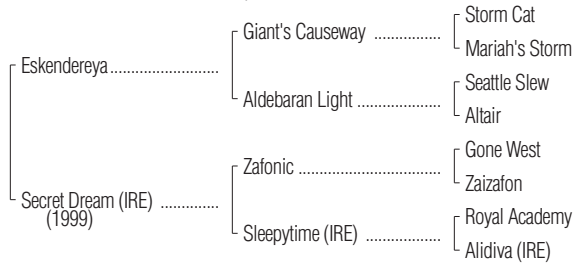 Storm Cat
Giant's Causeway ..................
Mariah's Storm
Eskendereya.........................
Seattle Slew
Aldebaran Light .....................
Altair
Gone West
Zafonic ..................................
Zaizafon
Secret Dream (IRE) ..............
(1999)
Royal Academy
Sleepytime (IRE) ...................
Alidiva (IRE)